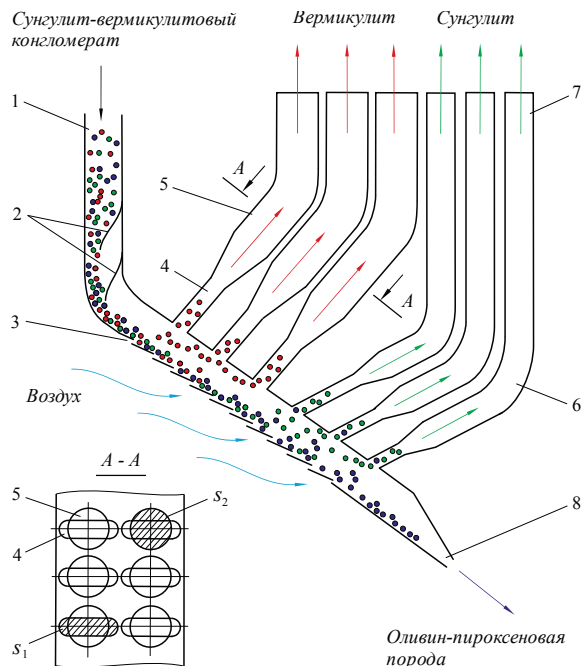 Сунгулит-вермикулитовый
конгломерат
Вермикулит
Сунгулит
1
7
A
5
2
4
A
3
6
Воздух
A - A
5
s2
4
8
s1
Оливин-пироксеновая
порода